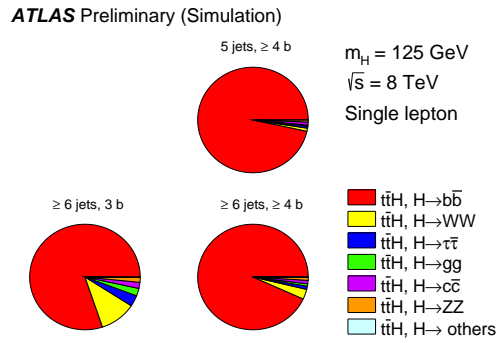 ATLAS Preliminary (Simulation)
5 jets, ≥ 4 b
m_H = 125 GeV
√s = 8 TeV
Single lepton
≥ 6 jets, 3 b
≥ 6 jets, ≥ 4 b
tt̄H, H→bb̄
tt̄H, H→WW
tt̄H, H→ττ̄
tt̄H, H→gg
tt̄H, H→cc̄
tt̄H, H→ZZ
tt̄H, H→ others